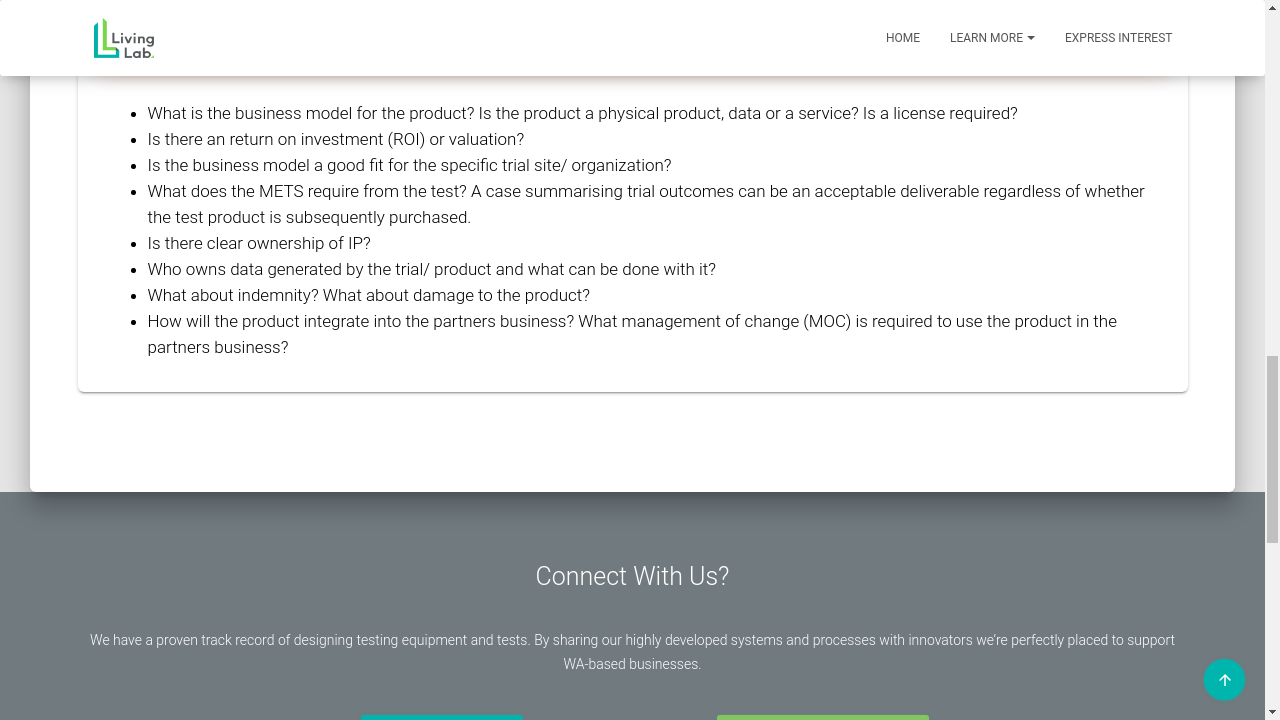 Living
Lab.
HOME
LEARN MORE
EXPRESS INTEREST
What is the business model for the product? Is the product a physical product, data or a service? Is a license required?
Is there an return on investment (ROI) or valuation?
Is the business model a good fit for the specific trial site/ organization?
What does the METS require from the test? A case summarising trial outcomes can be an acceptable deliverable regardless of whether
the test product is subsequently purchased.
Is there clear ownership of IP?
Who owns data generated by the trial/ product and what can be done with it?
What about indemnity? What about damage to the product?
How will the product integrate into the partners business? What management of change (MOC) is required to use the product in the
partners business?
Connect With Us?
We have a proven track record of designing testing equipment and tests. By sharing our highly developed systems and processes with innovators we’re perfectly placed to support
WA-based businesses.